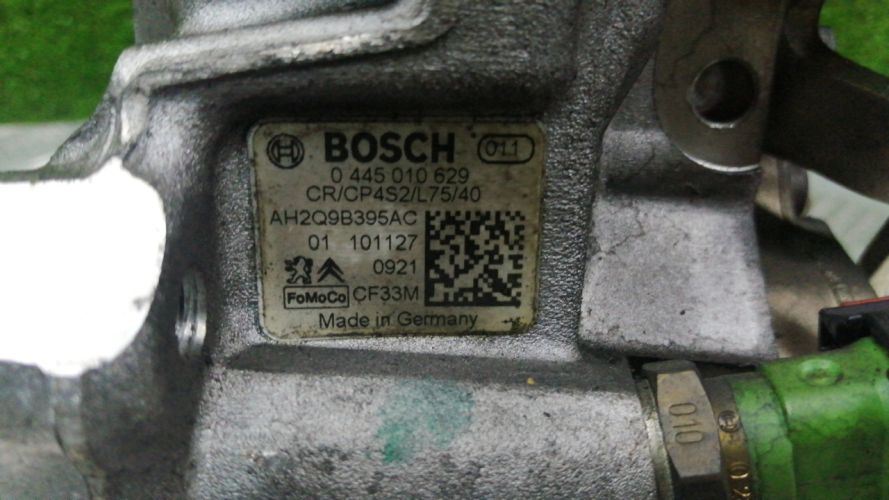 BOSCH 011
0 445 010 629
CR/CP4S2/L75/40
AH2Q9B395AC
01 101127
0921
FoMoCo CF33M
Made in Germany
010